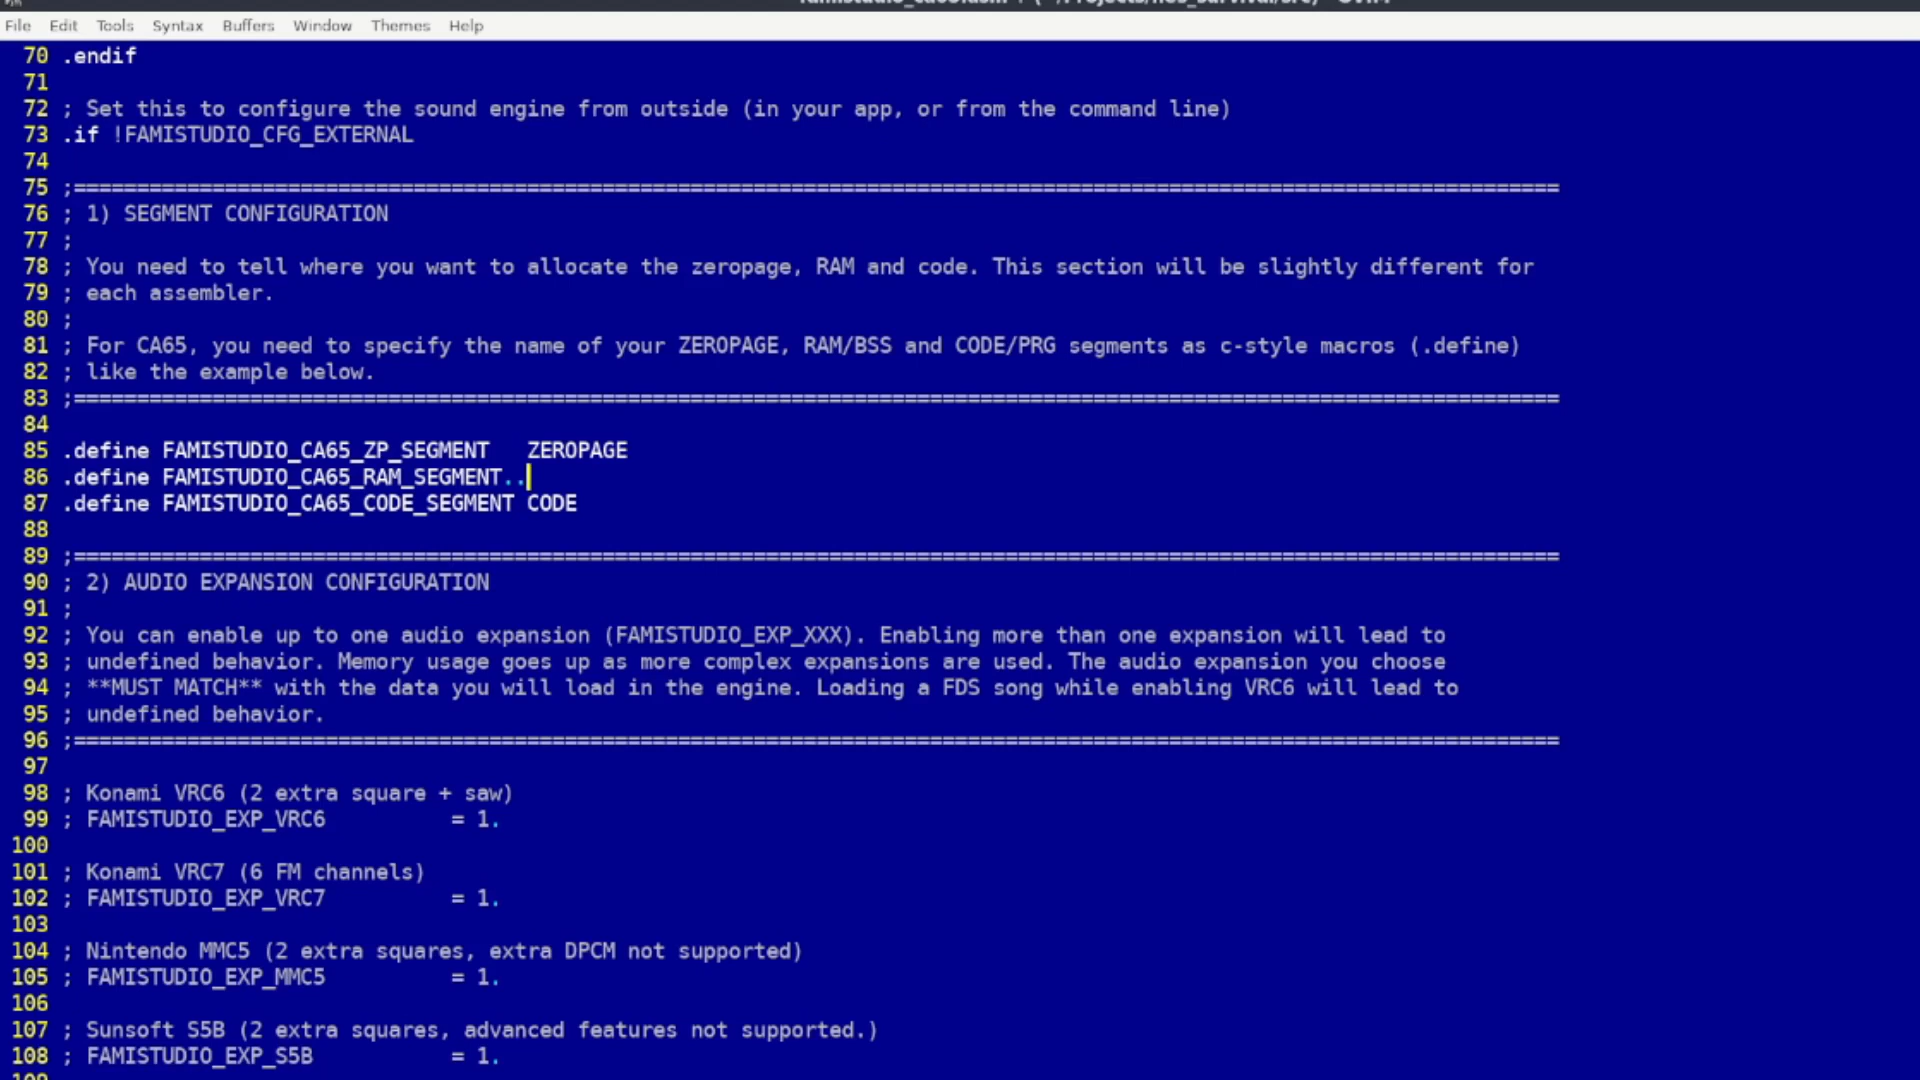 File Edit Tools Syntax Buffers Window Themes Help
70 .endif
71
72 ; Set this to configure the sound engine from outside (in your app, or from the command line)
73 .if !FAMISTUDIO_CFG_EXTERNAL
74
75 ;======================================================================================================================
76 ; 1) SEGMENT CONFIGURATION
77 ;
78 ; You need to tell where you want to allocate the zeropage, RAM and code. This section will be slightly different for
79 ; each assembler.
80 ;
81 ; For CA65, you need to specify the name of your ZEROPAGE, RAM/BSS and CODE/PRG segments as c-style macros (.define)
82 ; like the example below.
83 ;======================================================================================================================
84
85 .define FAMISTUDIO_CA65_ZP_SEGMENT   ZEROPAGE
86 .define FAMISTUDIO_CA65_RAM_SEGMENT..
87 .define FAMISTUDIO_CA65_CODE_SEGMENT CODE
88
89 ;======================================================================================================================
90 ; 2) AUDIO EXPANSION CONFIGURATION
91 ;
92 ; You can enable up to one audio expansion (FAMISTUDIO_EXP_XXX). Enabling more than one expansion will lead to
93 ; undefined behavior. Memory usage goes up as more complex expansions are used. The audio expansion you choose
94 ; **MUST MATCH** with the data you will load in the engine. Loading a FDS song while enabling VRC6 will lead to
95 ; undefined behavior.
96 ;======================================================================================================================
97
98 ; Konami VRC6 (2 extra square + saw)
99 ; FAMISTUDIO_EXP_VRC6          = 1.
100
101 ; Konami VRC7 (6 FM channels)
102 ; FAMISTUDIO_EXP_VRC7          = 1.
103
104 ; Nintendo MMC5 (2 extra squares, extra DPCM not supported)
105 ; FAMISTUDIO_EXP_MMC5          = 1.
106
107 ; Sunsoft S5B (2 extra squares, advanced features not supported.)
108 ; FAMISTUDIO_EXP_S5B           = 1.